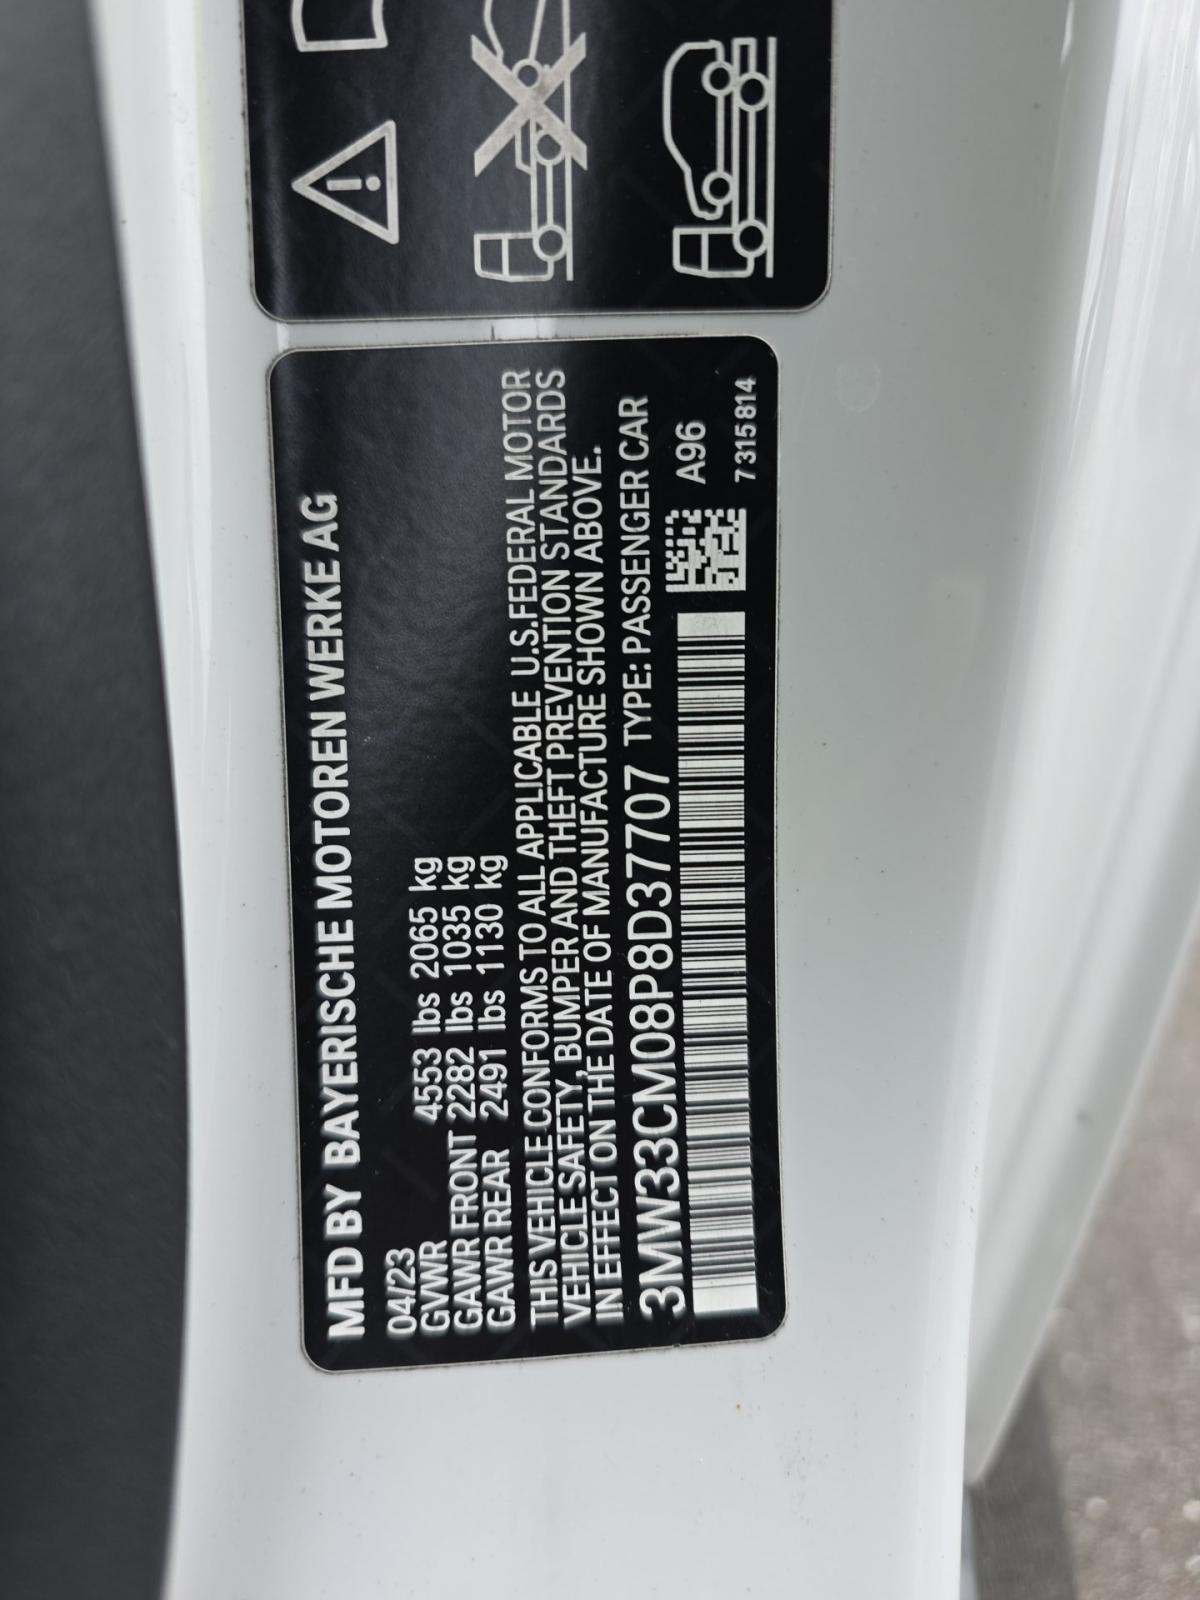 MFD BY BAYERISCHE MOTOREN WERKE AG
04/23
GVWR 4553 lbs 2065 kg
GAWR FRONT 2282 lbs 1035 kg
GAWR REAR 2491 lbs 1130 kg
THIS VEHICLE CONFORMS TO ALL APPLICABLE U.S.FEDERAL MOTOR
VEHICLE SAFETY, BUMPER AND THEFT PREVENTION STANDARDS
IN EFFECT ON THE DATE OF MANUFACTURE SHOWN ABOVE.
3MW33CM08P8D37707 TYPE: PASSENGER CAR
A96
7315814